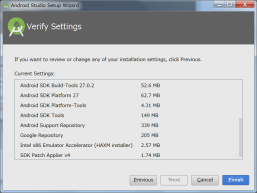 Android Studio Setup Wizard
Verify Settings
If you want to review or change any of your installation settings, click Previous.
Current Settings:
Android SDK Build-Tools 27.0.2 52.6 MB
Android SDK Platform 27 62.7 MB
Android SDK Platform-Tools 4.31 MB
Android SDK Tools 149 MB
Android Support Repository 339 MB
Google Repository 205 MB
Intel x86 Emulator Accelerator (HAXM installer) 2.57 MB
SDK Patch Applier v4 1.74 MB
Previous Next Cancel Finish